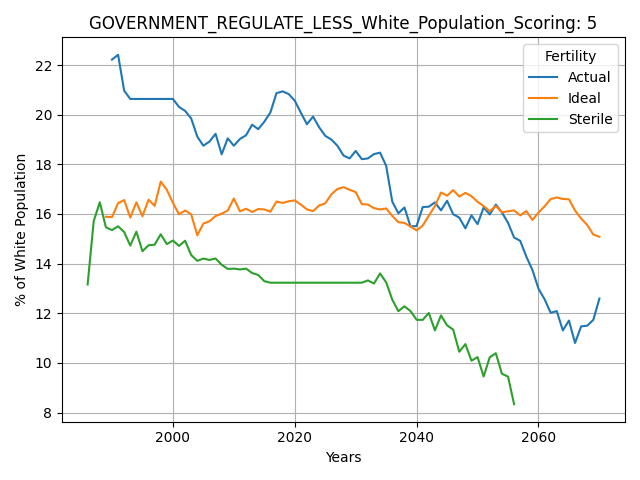 GOVERNMENT_REGULATE_LESS_White_Population_Scoring: 5
Fertility
Actual
Ideal
Sterile
% of White Population
22
20
18
16
14
12
10
8
2000 2020 2040 2060
Years